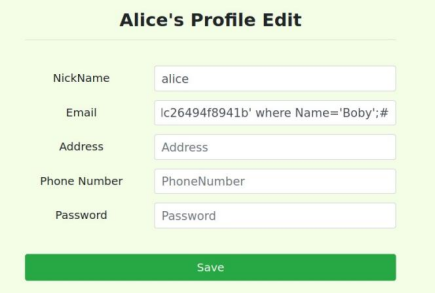 Alice's Profile Edit
NickName alice
Email lc26494f8941b' where Name='Boby';#
Address Address
Phone Number PhoneNumber
Password Password
Save